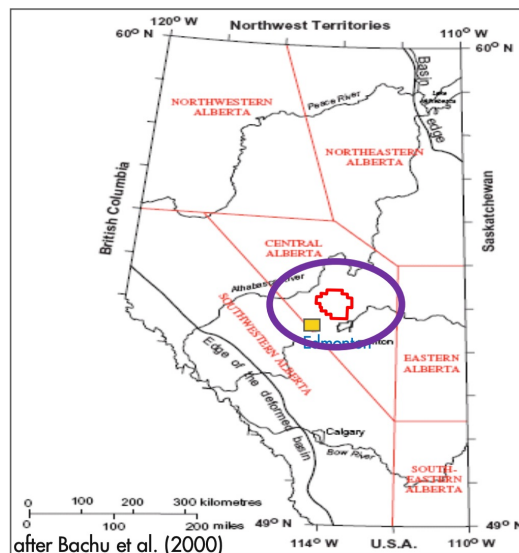 120° W
60° N
Northwest Territories
110° W
60° N
Basin
edge
Lake
Peace River
NORTHWESTERN
ALBERTA
NORTHEASTERN
ALBERTA
British Columbia
Saskatchewan
CENTRAL
ALBERTA
Athabasca River
SOUTHWESTERN
ALBERTA
Edmonton
EASTERN
ALBERTA
Edge of the deformed basin
Calgary
Bow River
SOUTH-
EASTERN
ALBERTA
0 100 200 300 kilometres
0 100 200 miles
49° N
49° N
114° W
U.S.A.
110° W
after Bachu et al. (2000)